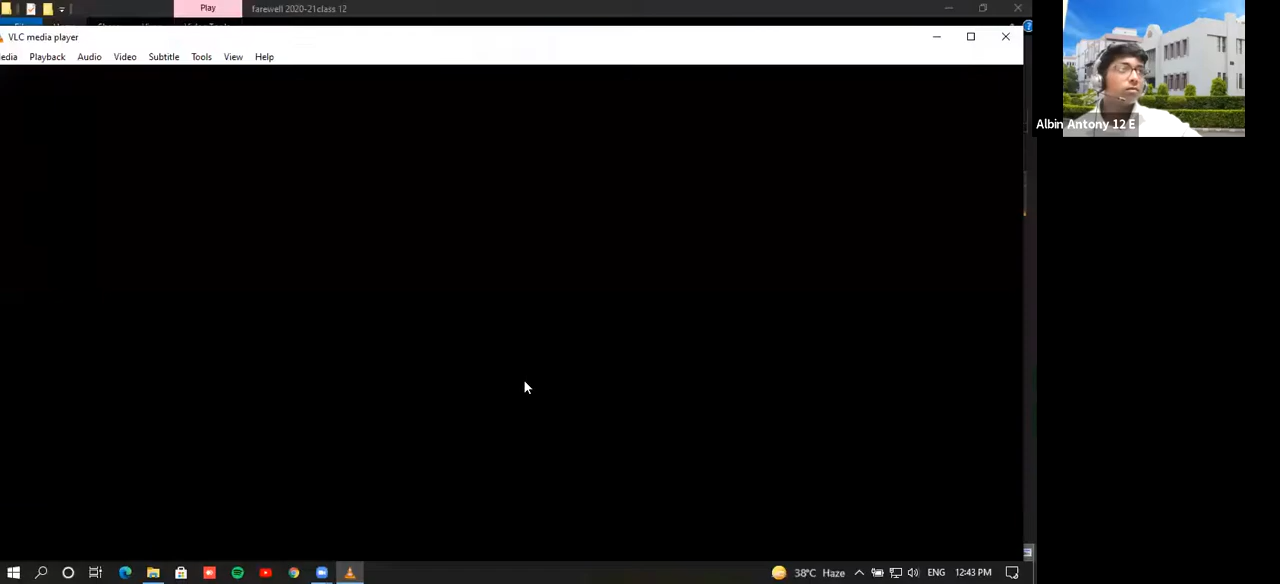 Play farewell 2020-21class 12
VLC media player
edia Playback Audio Video Subtitle Tools View Help
Albin Antony 12 E
38°C Haze ENG 12:43 PM